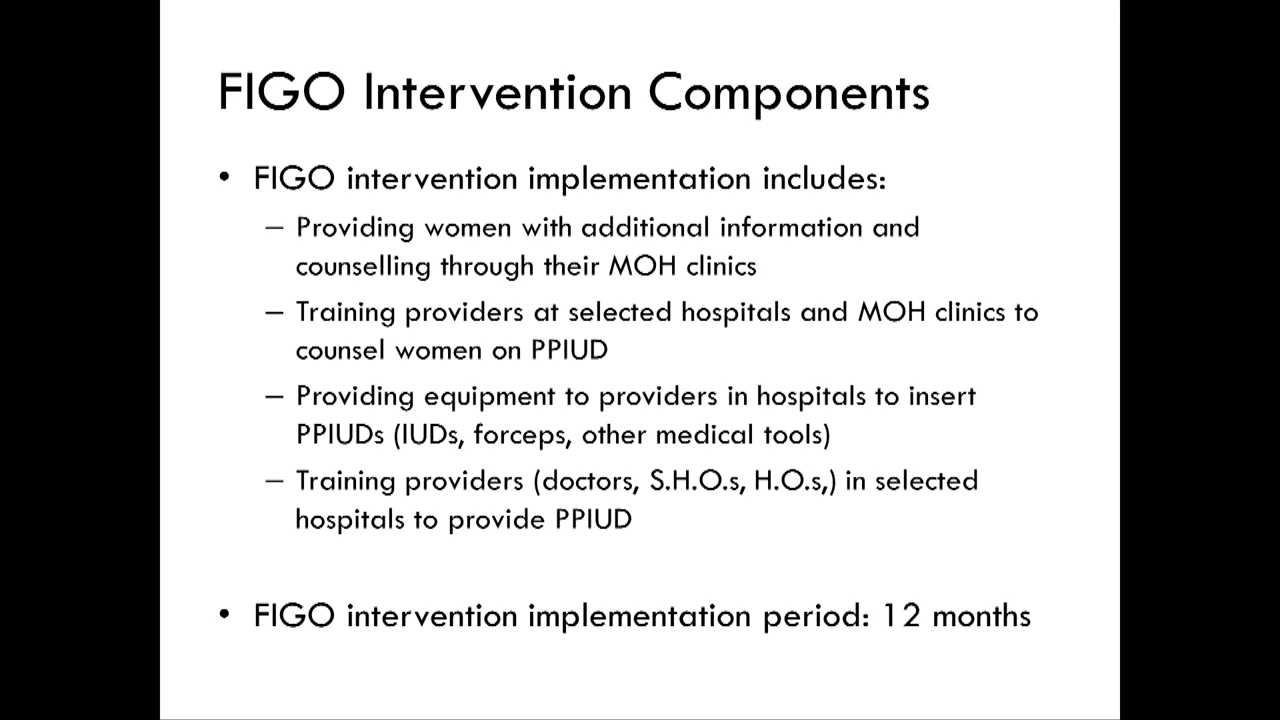 FIGO Intervention Components
• FIGO intervention implementation includes:
– Providing women with additional information and
counselling through their MOH clinics
– Training providers at selected hospitals and MOH clinics to
counsel women on PPIUD
– Providing equipment to providers in hospitals to insert
PPIUDs (IUDs, forceps, other medical tools)
– Training providers (doctors, S.H.O.s, H.O.s,) in selected
hospitals to provide PPIUD
• FIGO intervention implementation period: 12 months